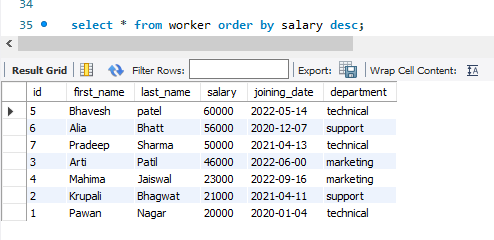 34
35 select * from worker order by salary desc;
Result Grid Filter Rows: Export: Wrap Cell Content:
id first_name last_name salary joining_date department
5 Bhavesh patel 60000 2022-05-14 technical
6 Alia Bhatt 56000 2020-12-07 support
7 Pradeep Sharma 50000 2021-04-13 technical
3 Arti Patil 46000 2022-06-00 marketing
4 Mahima Jaiswal 23000 2022-09-16 marketing
2 Krupali Bhagwat 21000 2021-04-11 support
1 Pawan Nagar 20000 2020-01-04 technical